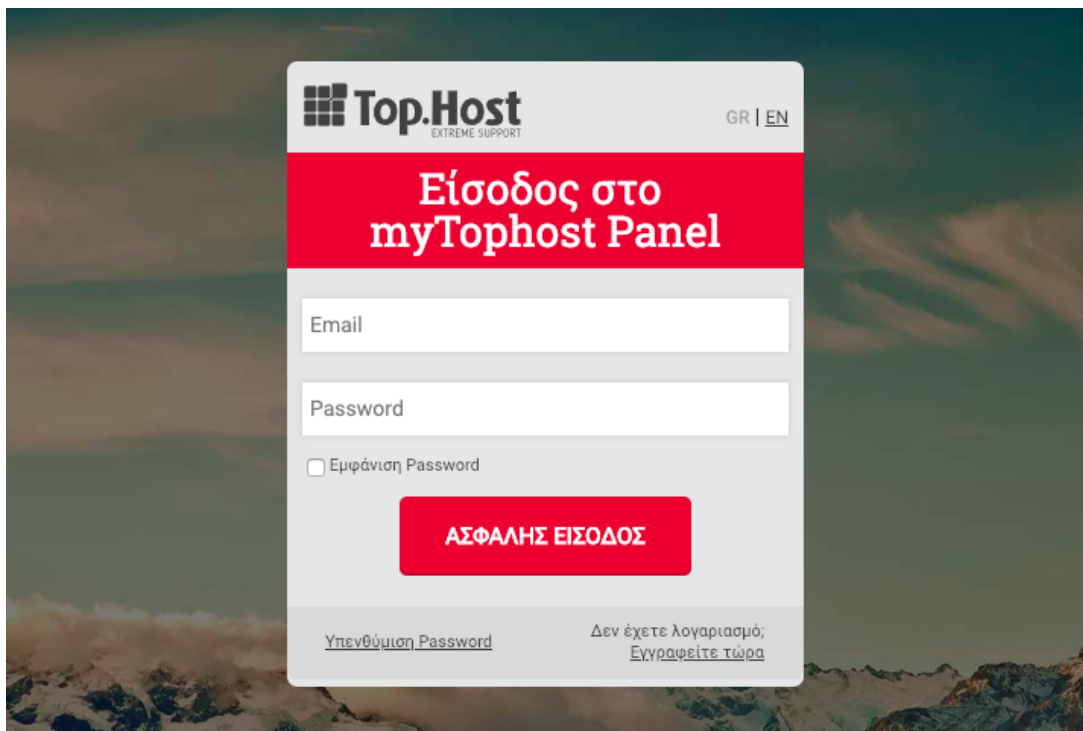 Top.Host
EXTREME SUPPORT
GR | EN
Είσοδος στο
myTophost Panel
Email
Password
Εμφάνιση Password
ΑΣΦΑΛΗΣ ΕΙΣΟΔΟΣ
Υπενθύμιση Password
Δεν έχετε λογαριασμό;
Εγγραφείτε τώρα